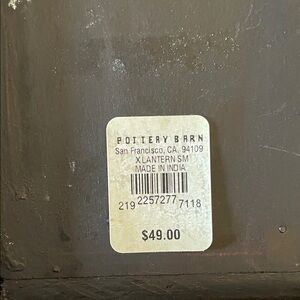 POTTERY BARN
San Francisco, CA. 94109
X LANTERN SM
MADE IN INDIA
219 2257277 7118
$49.00